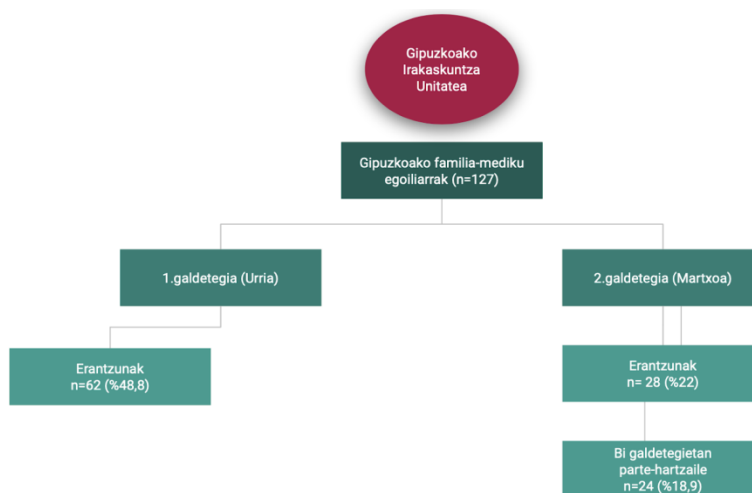 Gipuzkoako
Irakaskuntza
Unitatea
Gipuzkoako familia-mediku
egoiliarrak (n=127)
1.galdetegia (Urria)
2.galdetegia (Martxoa)
Erantzunak
n=62 (%48,8)
Erantzunak
n= 28 (%22)
Bi galdetegietan
parte-hartzaile
n=24 (%18,9)